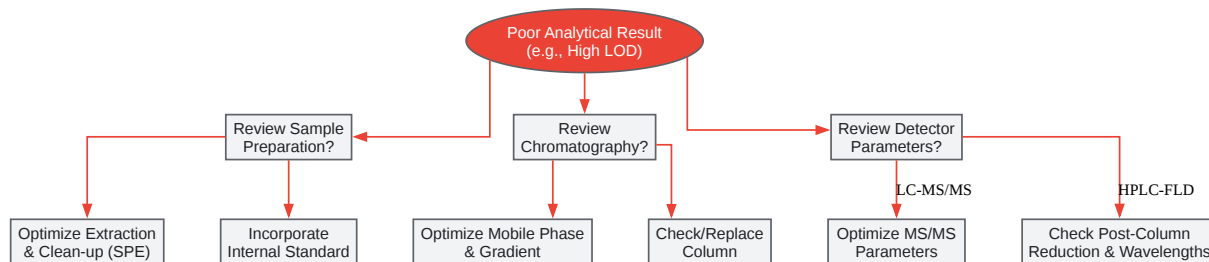 Poor Analytical Result
(e.g., High LOD)
Review Sample
Preparation?
Review
Chromatography?
Review Detector
Parameters?
LC-MS/MS
HPLC-FLD
Optimize Extraction
& Clean-up (SPE)
Incorporate
Internal Standard
Optimize Mobile Phase
& Gradient
Check/Replace
Column
Optimize MS/MS
Parameters
Check Post-Column
Reduction & Wavelengths